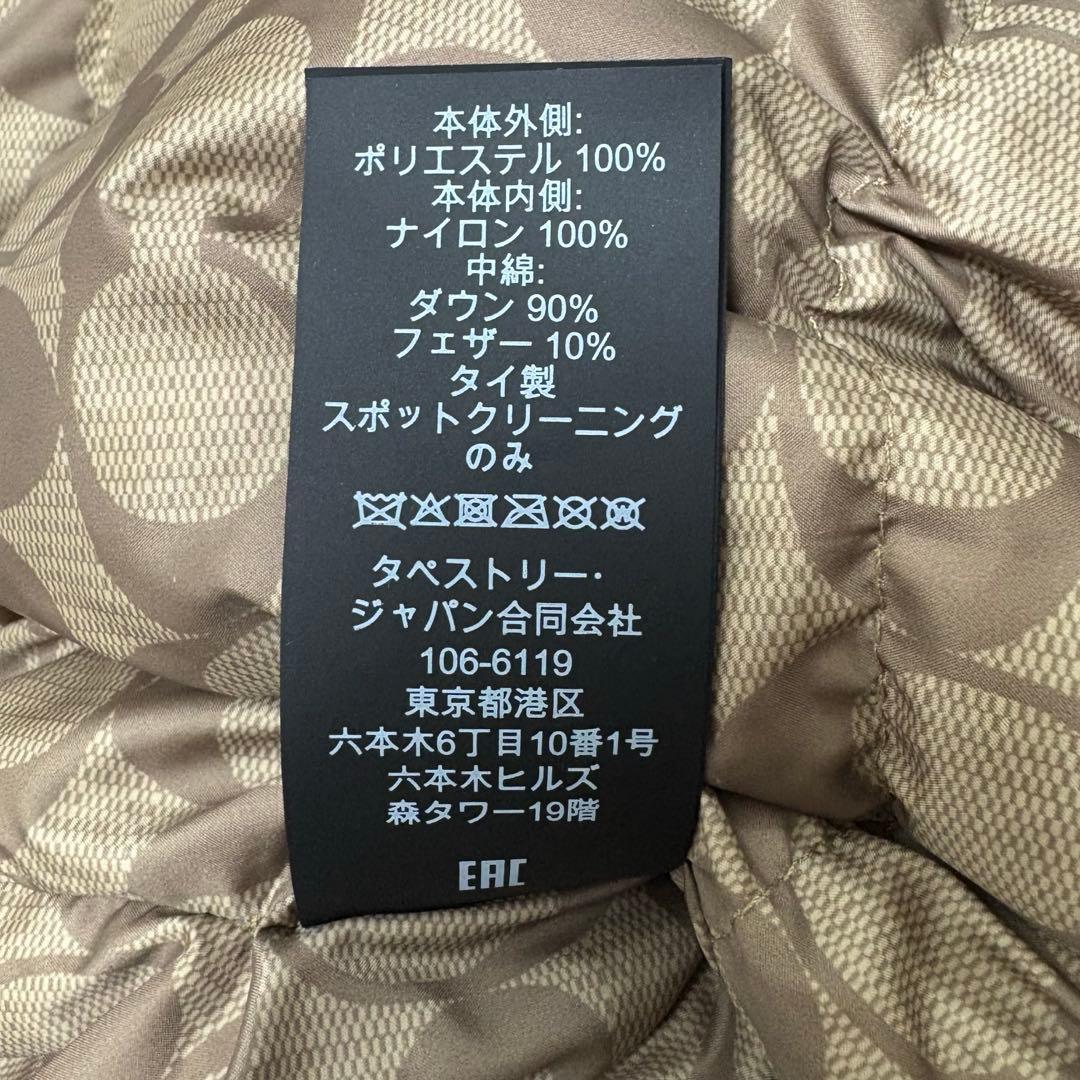 本体外側:
ポリエステル 100%
本体内側:
ナイロン 100%
中綿:
ダウン 90%
フェザー 10%
タイ製
スポットクリーニング
のみ
タペストリー・
ジャパン合同会社
106-6119
東京都港区
六本木6丁目10番1号
六本木ヒルズ
森タワー19階
EAC